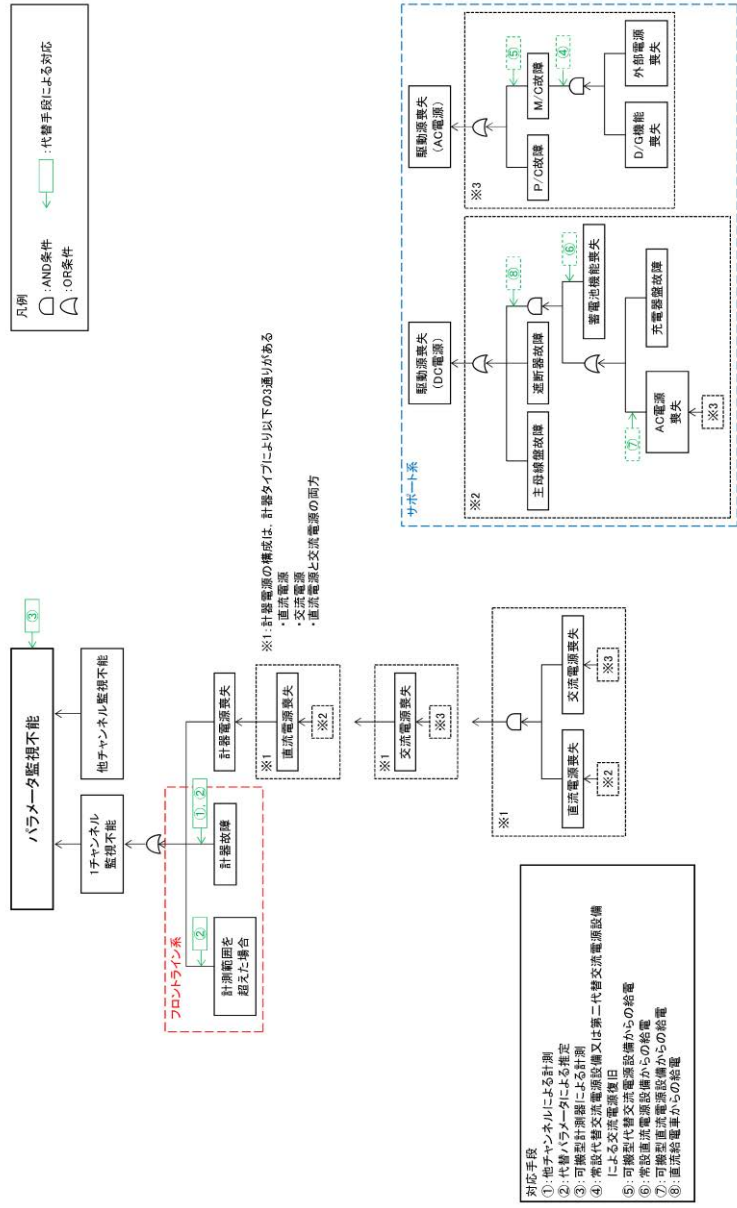 凡例
:AND条件
:OR条件
:代替手段による対応
パラメータ監視不能
③
1チャンネル
監視不能
他チャンネル監視不能
フロントライン系
②
①, ②
計測範囲を
超えた場合
計器故障
計器電源喪失
※1
直流電源喪失
※2
※1
交流電源喪失
※3
※1
直流電源喪失
交流電源喪失
※2
※3
※1:計器電源の構成は、計器タイプにより以下の3通りがある
・直流電源
・交流電源
・直流電源と交流電源の両方
サポート系
駆動源喪失
(DC電源)
※2
主母線盤故障
遮断器故障
⑧
⑥
蓄電池機能喪失
⑦
AC電源
喪失
充電器盤故障
※3
駆動源喪失
(AC電源)
※3
P/C故障
⑤
M/C故障
④
D/G機能
喪失
外部電源
喪失
対応手段
①:他チャンネルによる計測
②:代替パラメータによる推定
③:可搬型計測器による計測
④:常設代替交流電源設備又は第二代替交流電源設備
による交流電源復旧
⑤:可搬型代替交流電源設備からの給電
⑥:常設直流電源設備からの給電
⑦:可搬型直流電源設備からの給電
⑧:直流給電車からの給電